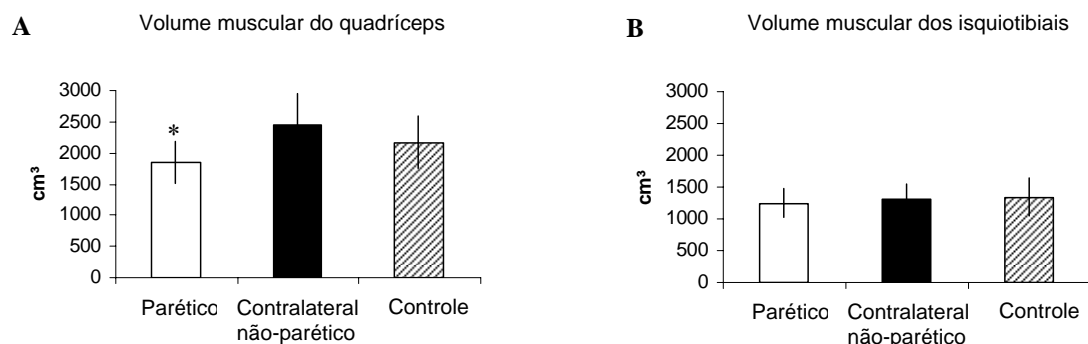 A
Volume muscular do quadríceps
cm³
3000
2500
2000
1500
1000
500
0
*
Parético
Contralateral
não-parético
Controle
B
Volume muscular dos isquiotibiais
cm³
3000
2500
2000
1500
1000
500
0
Parético
Contralateral
não-parético
Controle